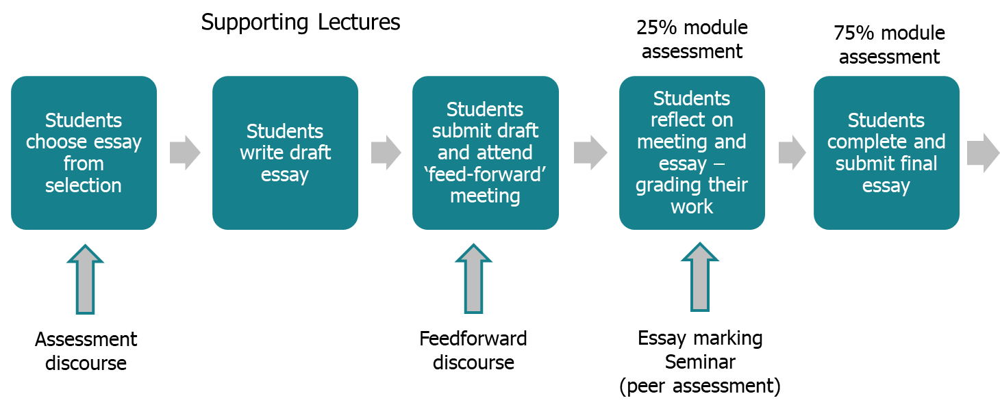 Supporting Lectures
25% module
assessment
75% module
assessment
Students
choose essay
from
selection
Students
write draft
essay
Students
submit draft
and attend
‘feed-forward’
meeting
Students
reflect on
meeting and
essay –
grading their
work
Students
complete and
submit final
essay
Assessment
discourse
Feedforward
discourse
Essay marking
Seminar
(peer assessment)